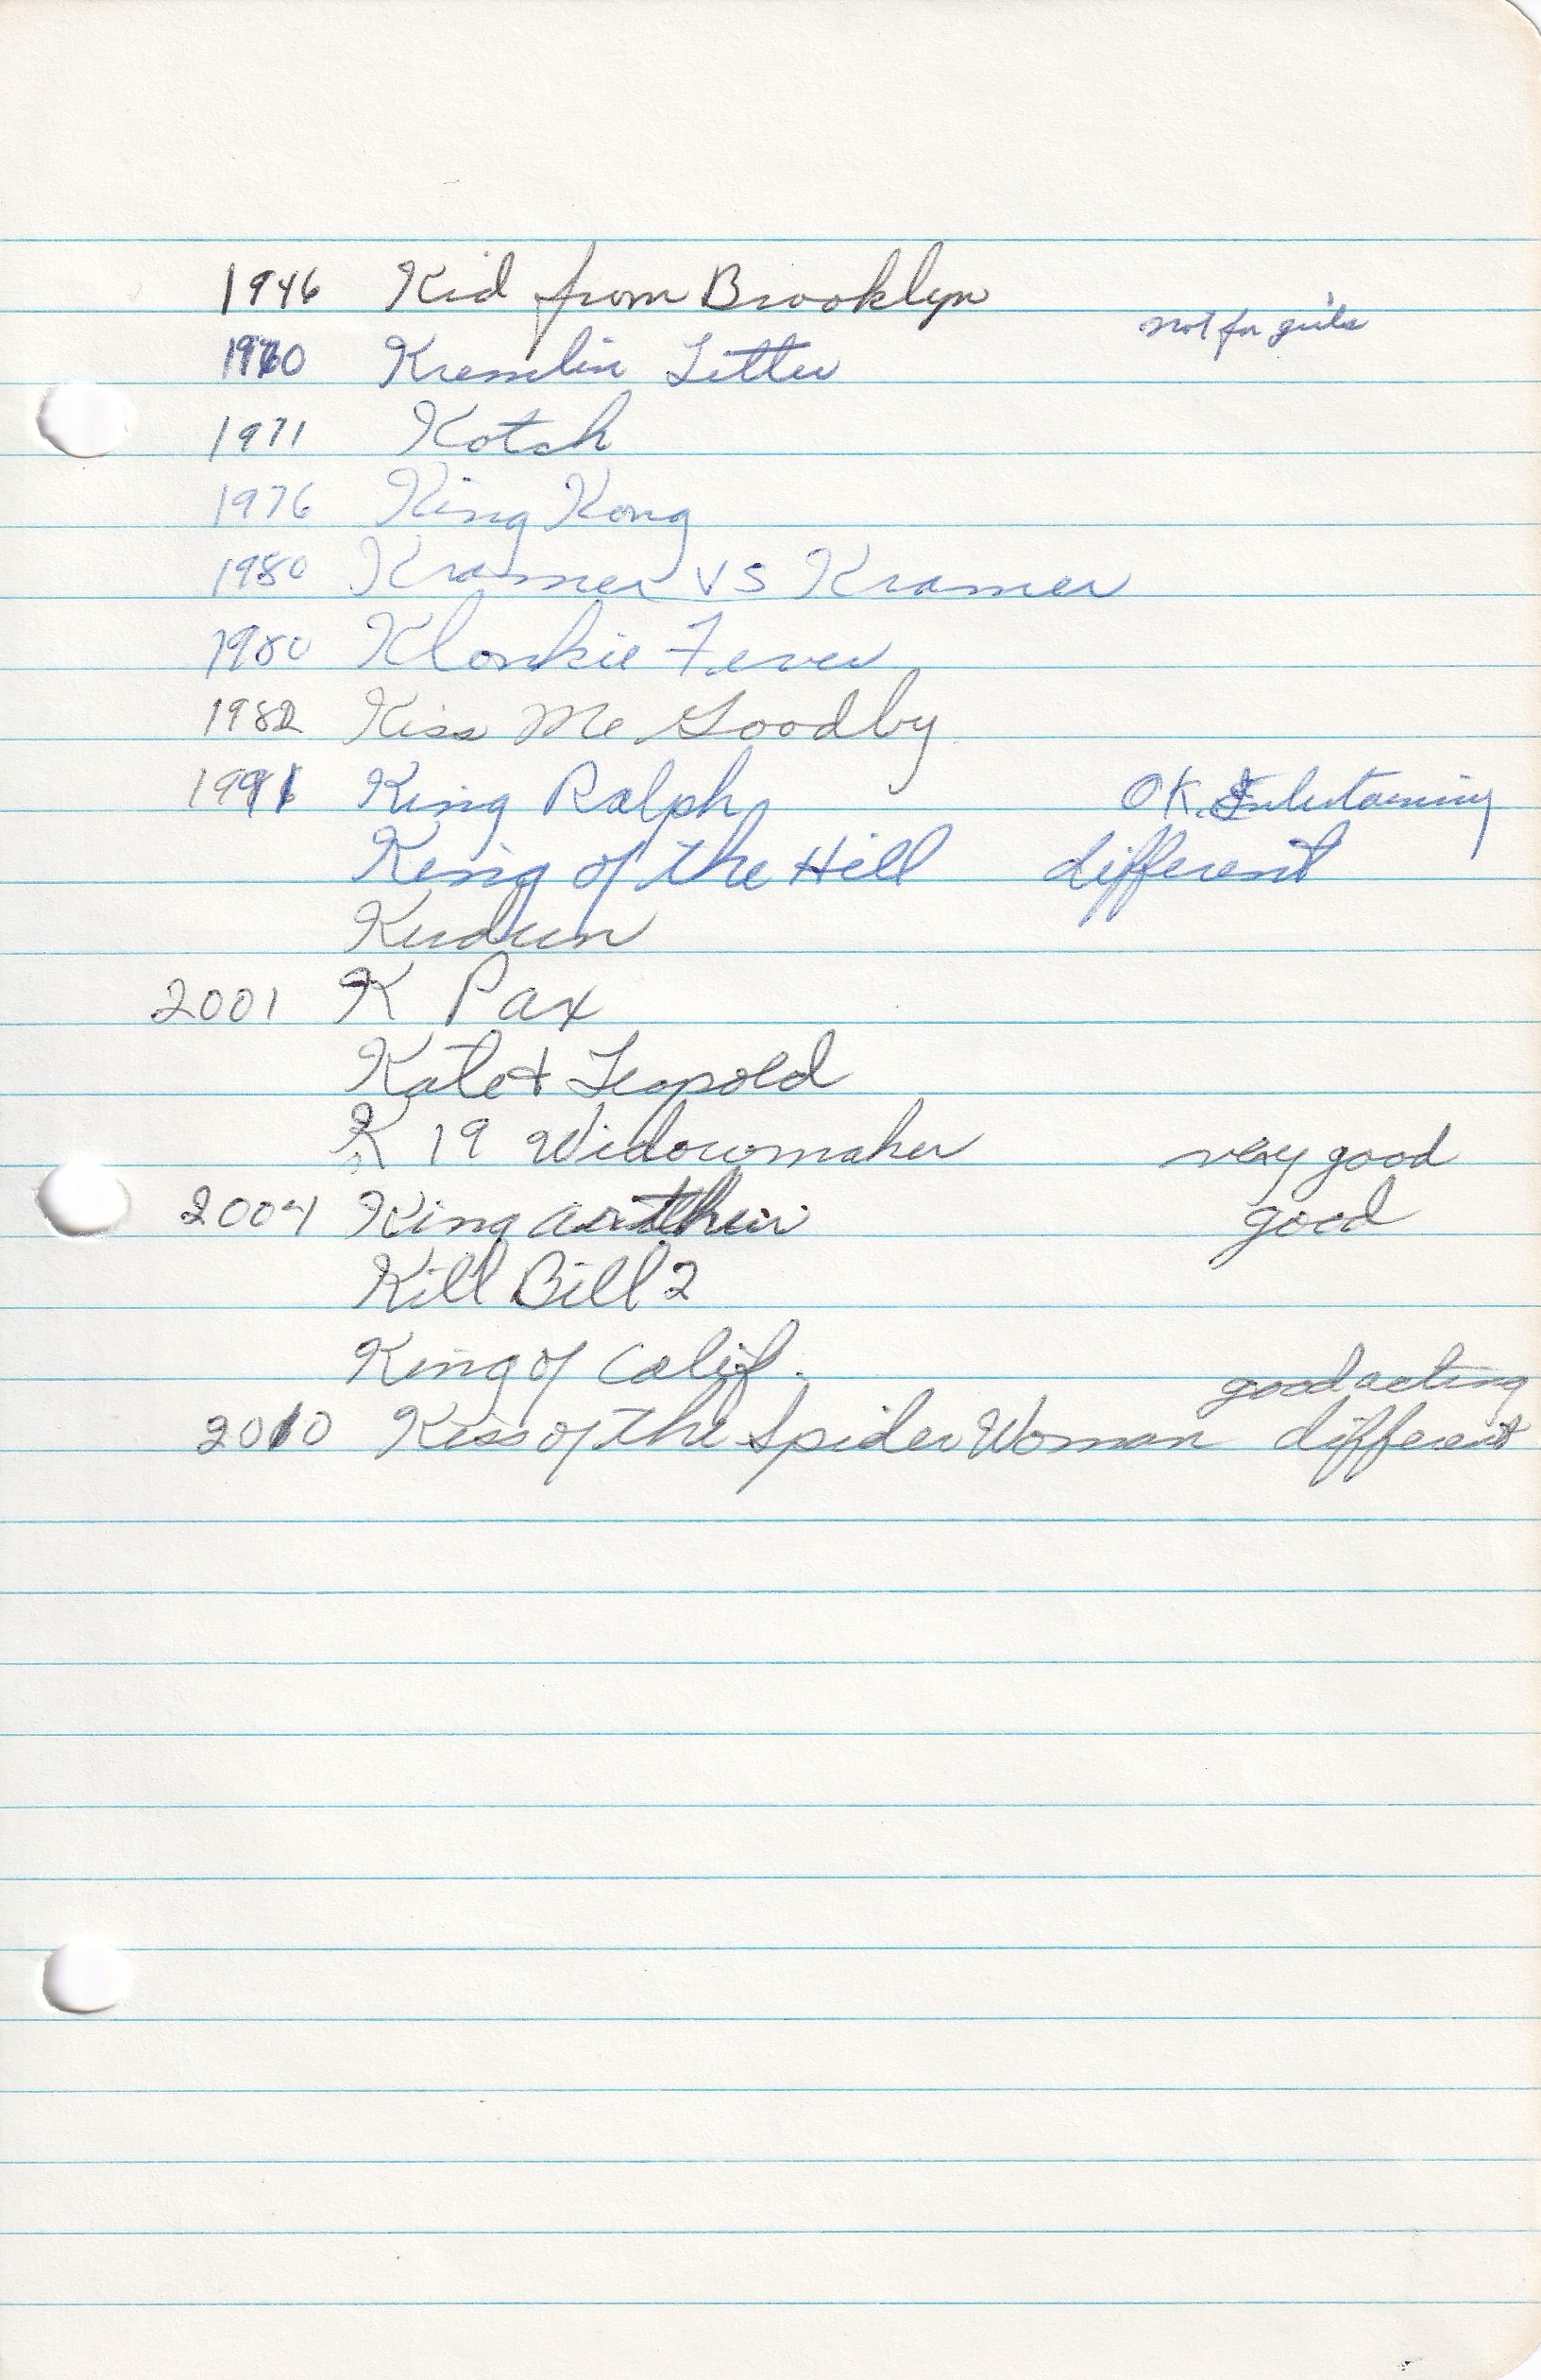 1946 Kid from Brooklyn
not for girls
1970 Kremlin Letter
1971 Kotch
1976 King Kong
1980 Kramer vs Kramer
1980 Klonkie Fever
1982 Kiss Me Goodby
1991 King Ralph OK. Entertaining
King of the Hill different
Kudun
2001 K Pax
Kate + Leopold
K 19 Widowmaker very good
2004 King Arthur good
Kill Bill 2
King of Calif.
good acting
2010 Kiss of the Spider Woman different